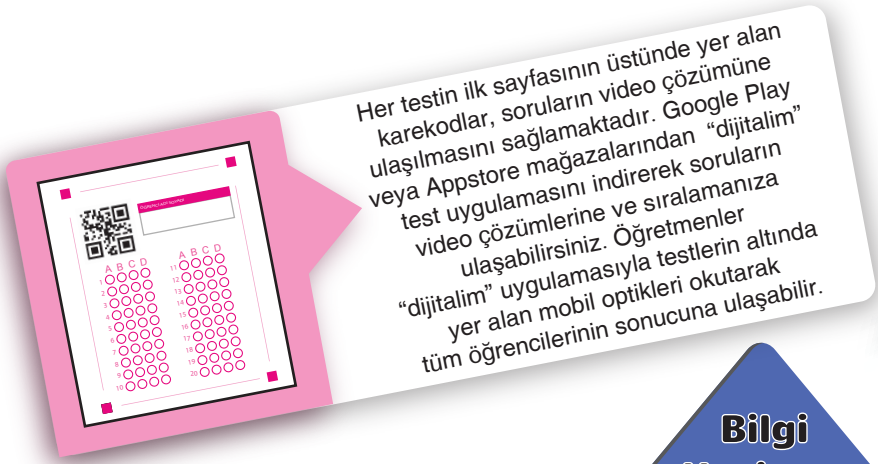 Her testin ilk sayfasının üstünde yer alan
karekodlar, soruların video çözümüne
ulaşılmasını sağlamaktadır. Google Play
veya Appstore mağazalarından “dijitalim”
test uygulamasını indirerek soruların
video çözümlerine ve sıralamanıza
ulaşabilirsiniz. Öğretmenler
“dijitalim” uygulamasıyla testlerin altında
yer alan mobil optikleri okutarak
tüm öğrencilerinin sonucuna ulaşabilir.
A B C D
1
2
3
4
5
6
7
8
9
10
A B C D
11
12
13
14
15
16
17
18
19
20
Bilgi